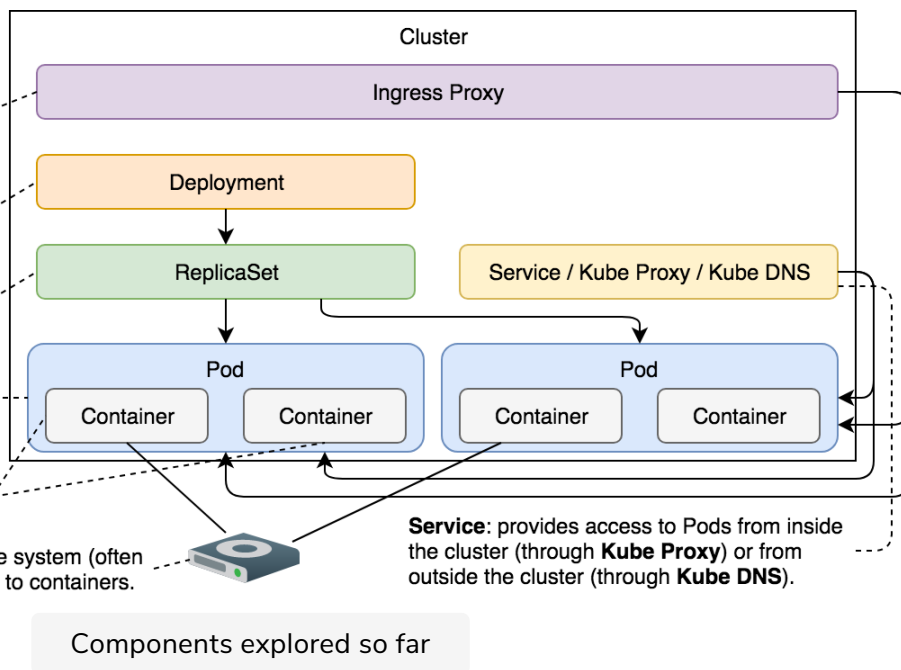 Cluster
Ingress Proxy
Deployment
ReplicaSet
Service / Kube Proxy / Kube DNS
Pod
Pod
Container
Container
Container
Container
Service: provides access to Pods from inside
the cluster (through Kube Proxy) or from
outside the cluster (through Kube DNS).
e system (often
to containers.
Components explored so far